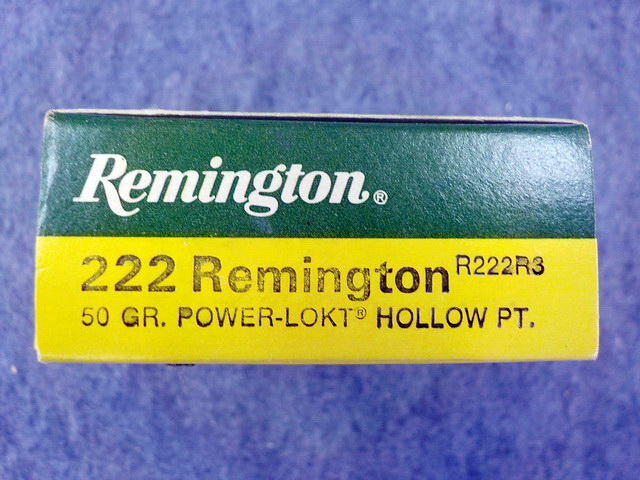 Remington®
222 Remington R222R3
50 GR. POWER-LOKT® HOLLOW PT.